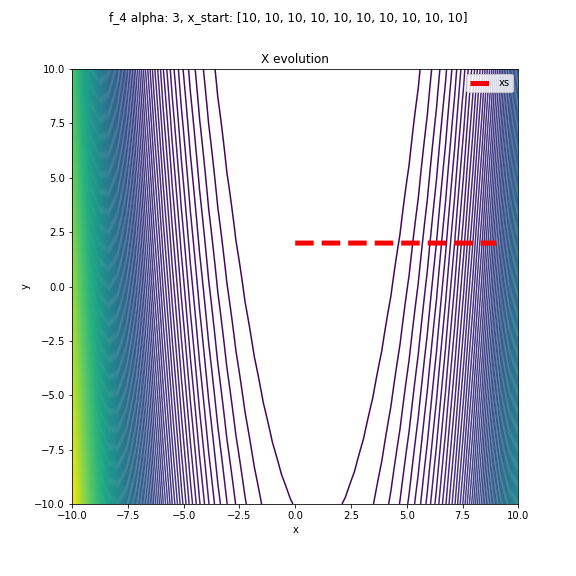 f_4 alpha: 3, x_start: [10, 10, 10, 10, 10, 10, 10, 10, 10, 10]
X evolution
xs
10.0
7.5
5.0
2.5
0.0
−2.5
−5.0
−7.5
−10.0
y
−10.0 −7.5 −5.0 −2.5 0.0 2.5 5.0 7.5 10.0
x